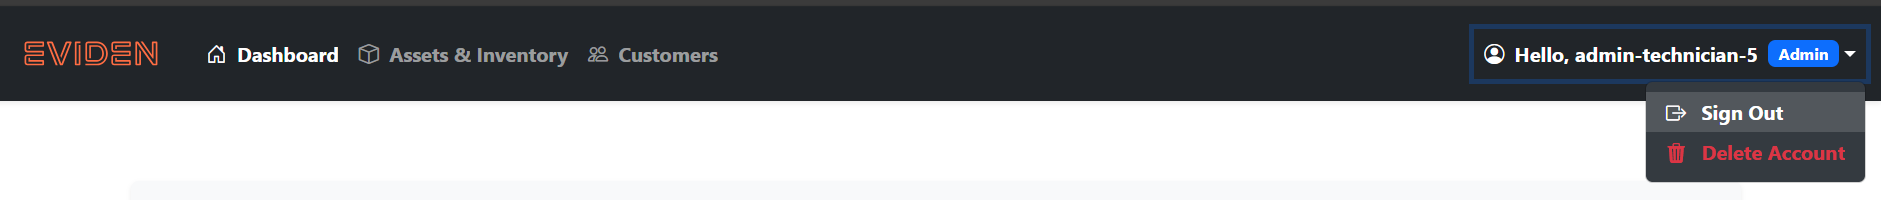 EVIDEN Dashboard Assets & Inventory Customers Hello, admin-technician-5 Admin
Sign Out
Delete Account